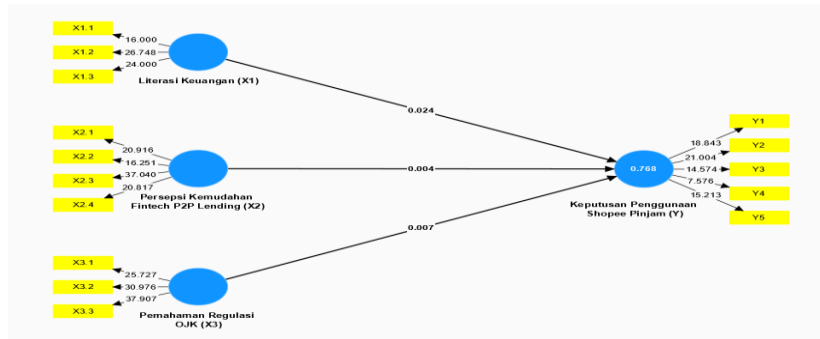 X1.1
16.000
X1.2
26.748
24.000
X1.3
Literasi Keuangan (X1)
0.024
X2.1
20.916
X2.2
16.251
X2.3
37.040
20.817
X2.4
Persepsi Kemudahan
Fintech P2P Lending (X2)
0.004
X3.1
25.727
X3.2
30.976
37.907
X3.3
Pemahaman Regulasi
OJK (X3)
0.007
0.768
Keputusan Penggunaan
Shopee Pinjam (Y)
Y1
18.843
Y2
21.004
Y3
14.574
7.576
Y4
15.213
Y5